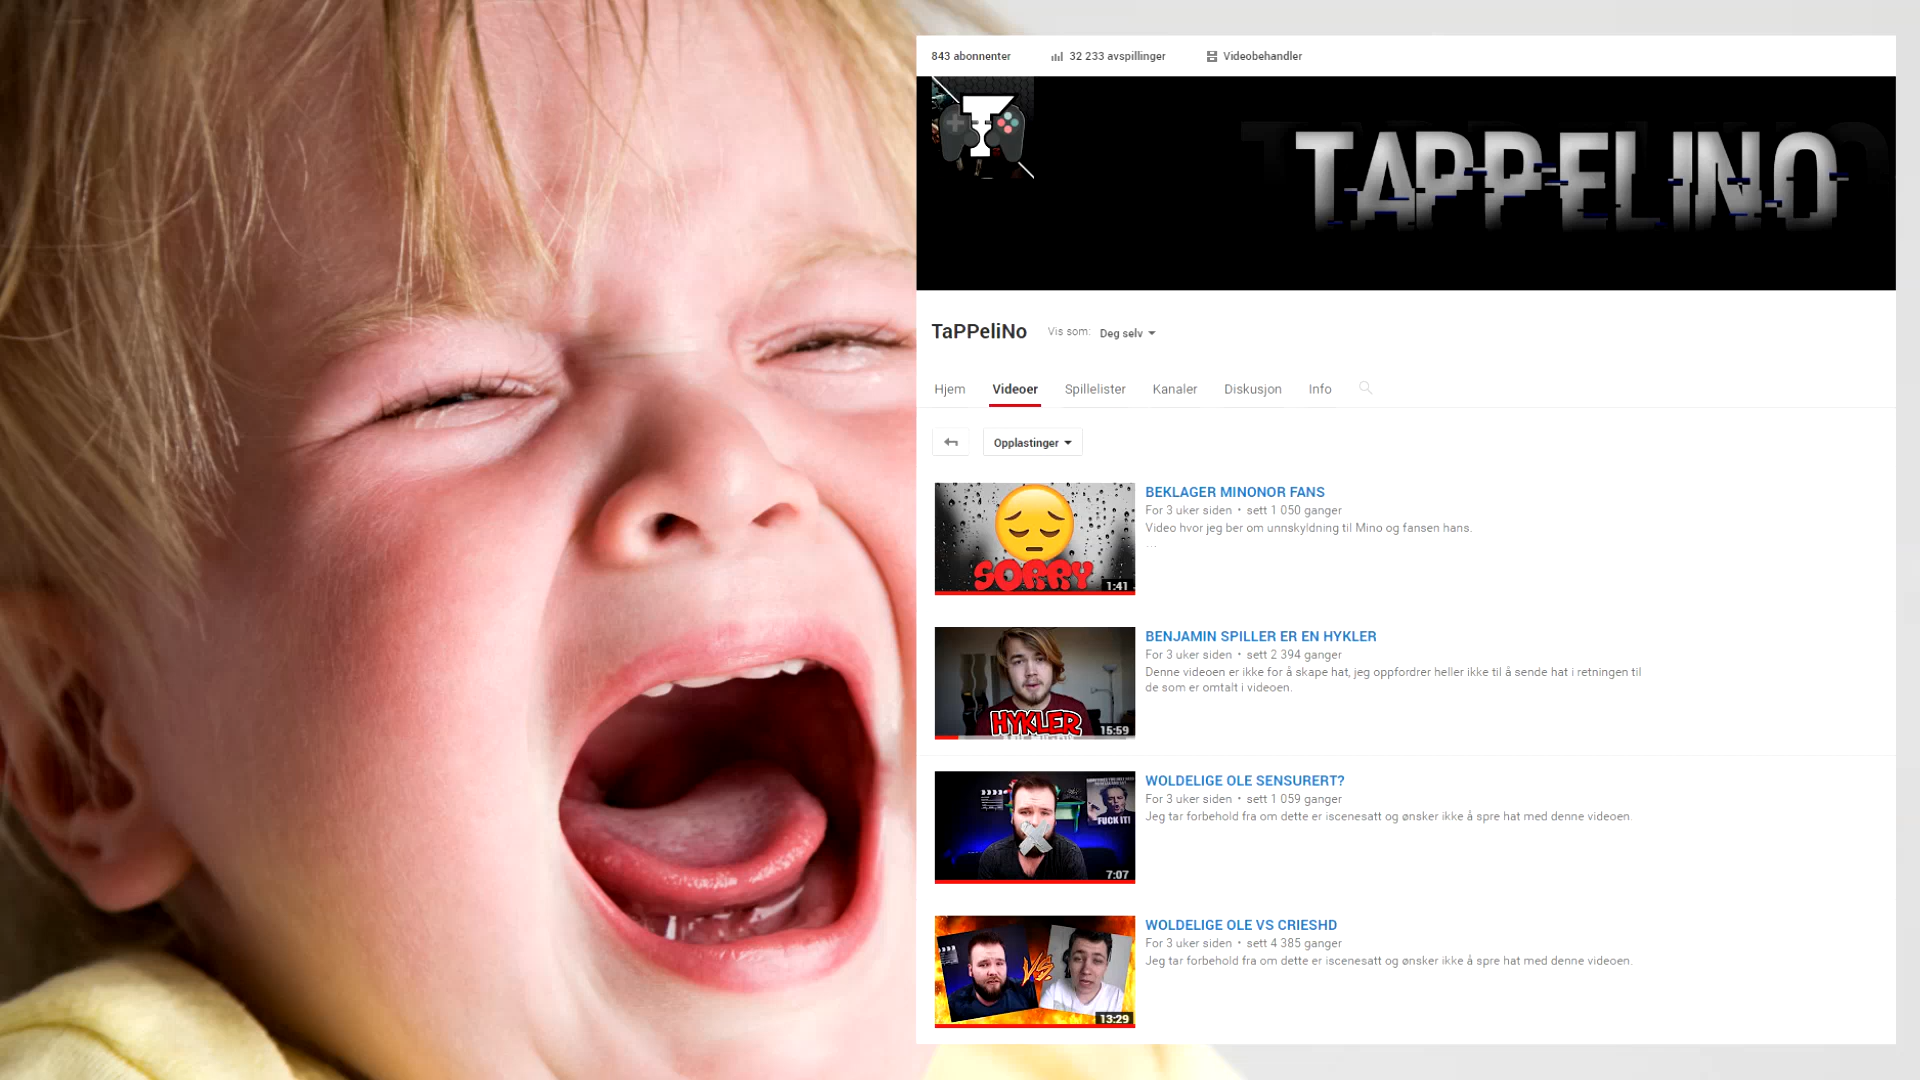 843 abonnenter
32 233 avspillinger
Videobehandler
TAPPELINO
TaPPeliNo
Vis som:
Deg selv
Hjem
Videoer
Spillelister
Kanaler
Diskusjon
Info
Opplastinger
SORRY
1:41
BEKLAGER MINONOR FANS
For 3 uker siden • sett 1 050 ganger
Video hvor jeg ber om unnskyldning til Mino og fansen hans.
...
HYKLER
15:59
BENJAMIN SPILLER ER EN HYKLER
For 3 uker siden • sett 2 394 ganger
Denne videoen er ikke for å skape hat, jeg oppfordrer heller ikke til å sende hat i retningen til
de som er omtalt i videoen.
FUCK IT!
7:07
WOLDELIGE OLE SENSURERT?
For 3 uker siden • sett 1 059 ganger
Jeg tar forbehold fra om dette er iscenesatt og ønsker ikke å spre hat med denne videoen.
VS
13:29
WOLDELIGE OLE VS CRIESHD
For 3 uker siden • sett 4 385 ganger
Jeg tar forbehold fra om dette er iscenesatt og ønsker ikke å spre hat med denne videoen.